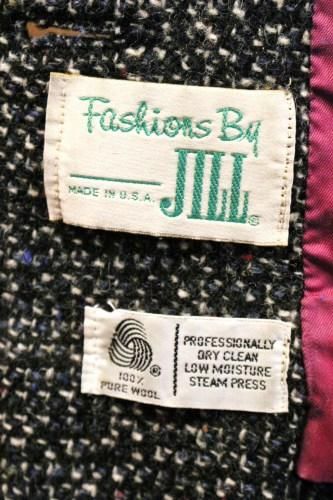 Fashions By
JILL®
MADE IN U.S.A.
PROFESSIONALLY
DRY CLEAN
LOW MOISTURE
STEAM PRESS
®
100%
PURE WOOL